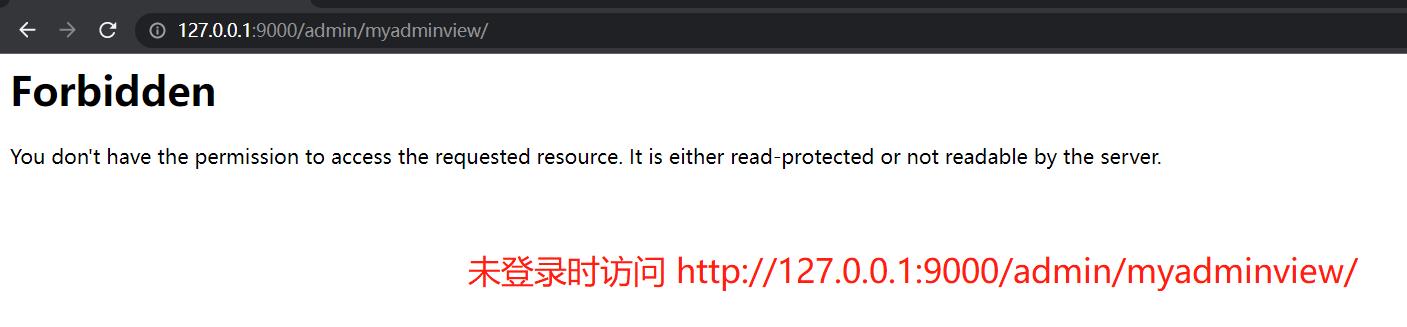 127.0.0.1:9000/admin/myadminview/
Forbidden
You don't have the permission to access the requested resource. It is either read-protected or not readable by the server.
未登录时访问 http://127.0.0.1:9000/admin/myadminview/